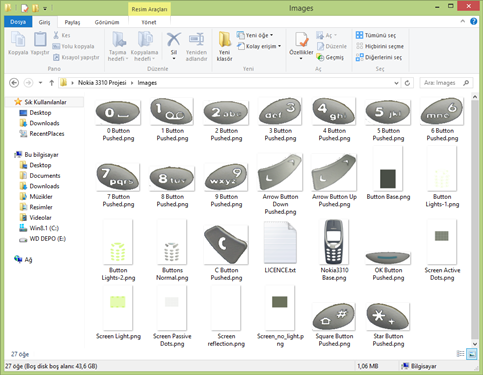 Images
Resim Araçları
Dosya Giriş Paylaş Görünüm Yönet
Kopyala Yapıştır
Kes
Yolu kopyala
Kısayol yapıştır
Taşıma hedefi
Kopyalama hedefi
Sil
Yeniden adlandır
Yeni klasör
Yeni öğe
Kolay erişim
Özellikler
Aç
Düzenle
Geçmiş
Tümünü seç
Hiçbirini seçme
Diğerlerini seç
Pano Düzenle Yeni Aç Seç
Nokia 3310 Projesi Images
Ara: Images
Sık Kullanılanlar
Desktop
Downloads
RecentPlaces
Bu bilgisayar
Desktop
Documents
Downloads
Müzikler
Resimler
Videolar
Win8.1 (C:)
WD DEPO (E:)
Ağ
0 Button Pushed.png
1 Button Pushed.png
2 Button Pushed.png
3 Button Pushed.png
4 Button Pushed.png
5 Button Pushed.png
6 Button Pushed.png
7 Button Pushed.png
8 Button Pushed.png
9 Button Pushed.png
Arrow Button Down Pushed.png
Arrow Button Up Pushed.png
Button Base.png
Button Lights-1.png
Button Lights-2.png
Buttons Normal.png
C Button Pushed.png
LICENCE.txt
Nokia3310 Base.png
OK Button Pushed.png
Screen Active Dots.png
Screen Light.png
Screen Passive Dots.png
Screen reflection.png
Screen_no_light.png
Square Button Pushed.png
Star Button Pushed.png
27 öğe
27 öğe (Boş disk boş alanı: 43,6 GB)
1,06 MB
Bilgisayar